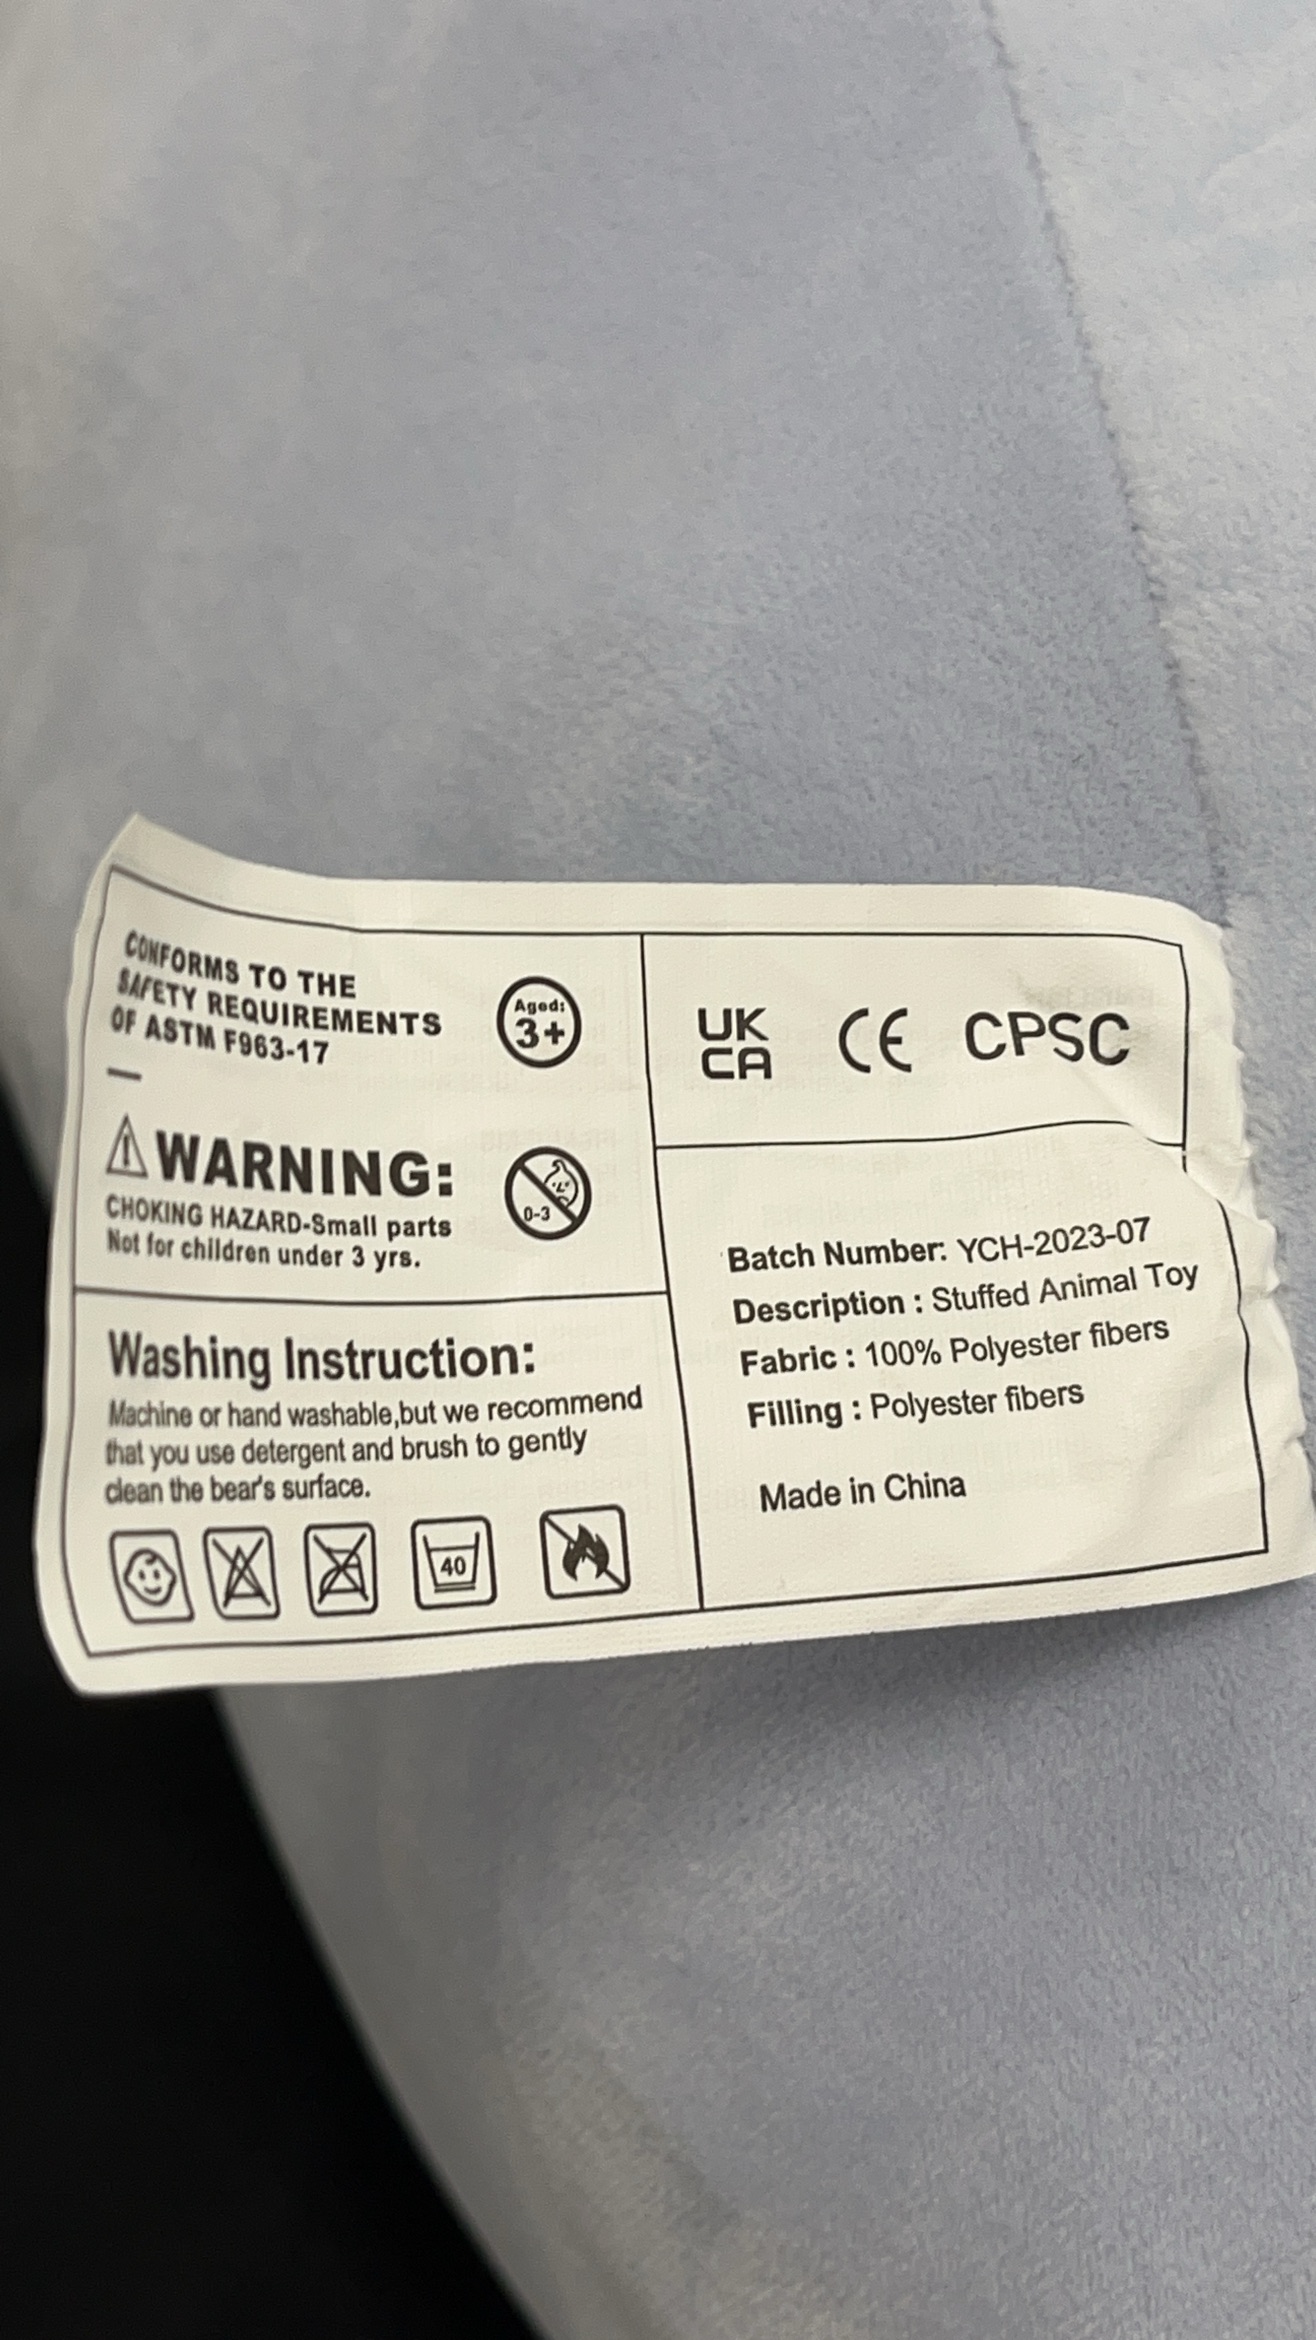 CONFORMS TO THE
SAFETY REQUIREMENTS
OF ASTM F963-17
Aged:
3+
WARNING:
CHOKING HAZARD-Small parts
Not for children under 3 yrs.
0-3
Washing Instruction:
Machine or hand washable,but we recommend
that you use detergent and brush to gently
clean the bear's surface.
40
UK
CA
CE CPSC
Batch Number: YCH-2023-07
Description : Stuffed Animal Toy
Fabric : 100% Polyester fibers
Filling : Polyester fibers
Made in China